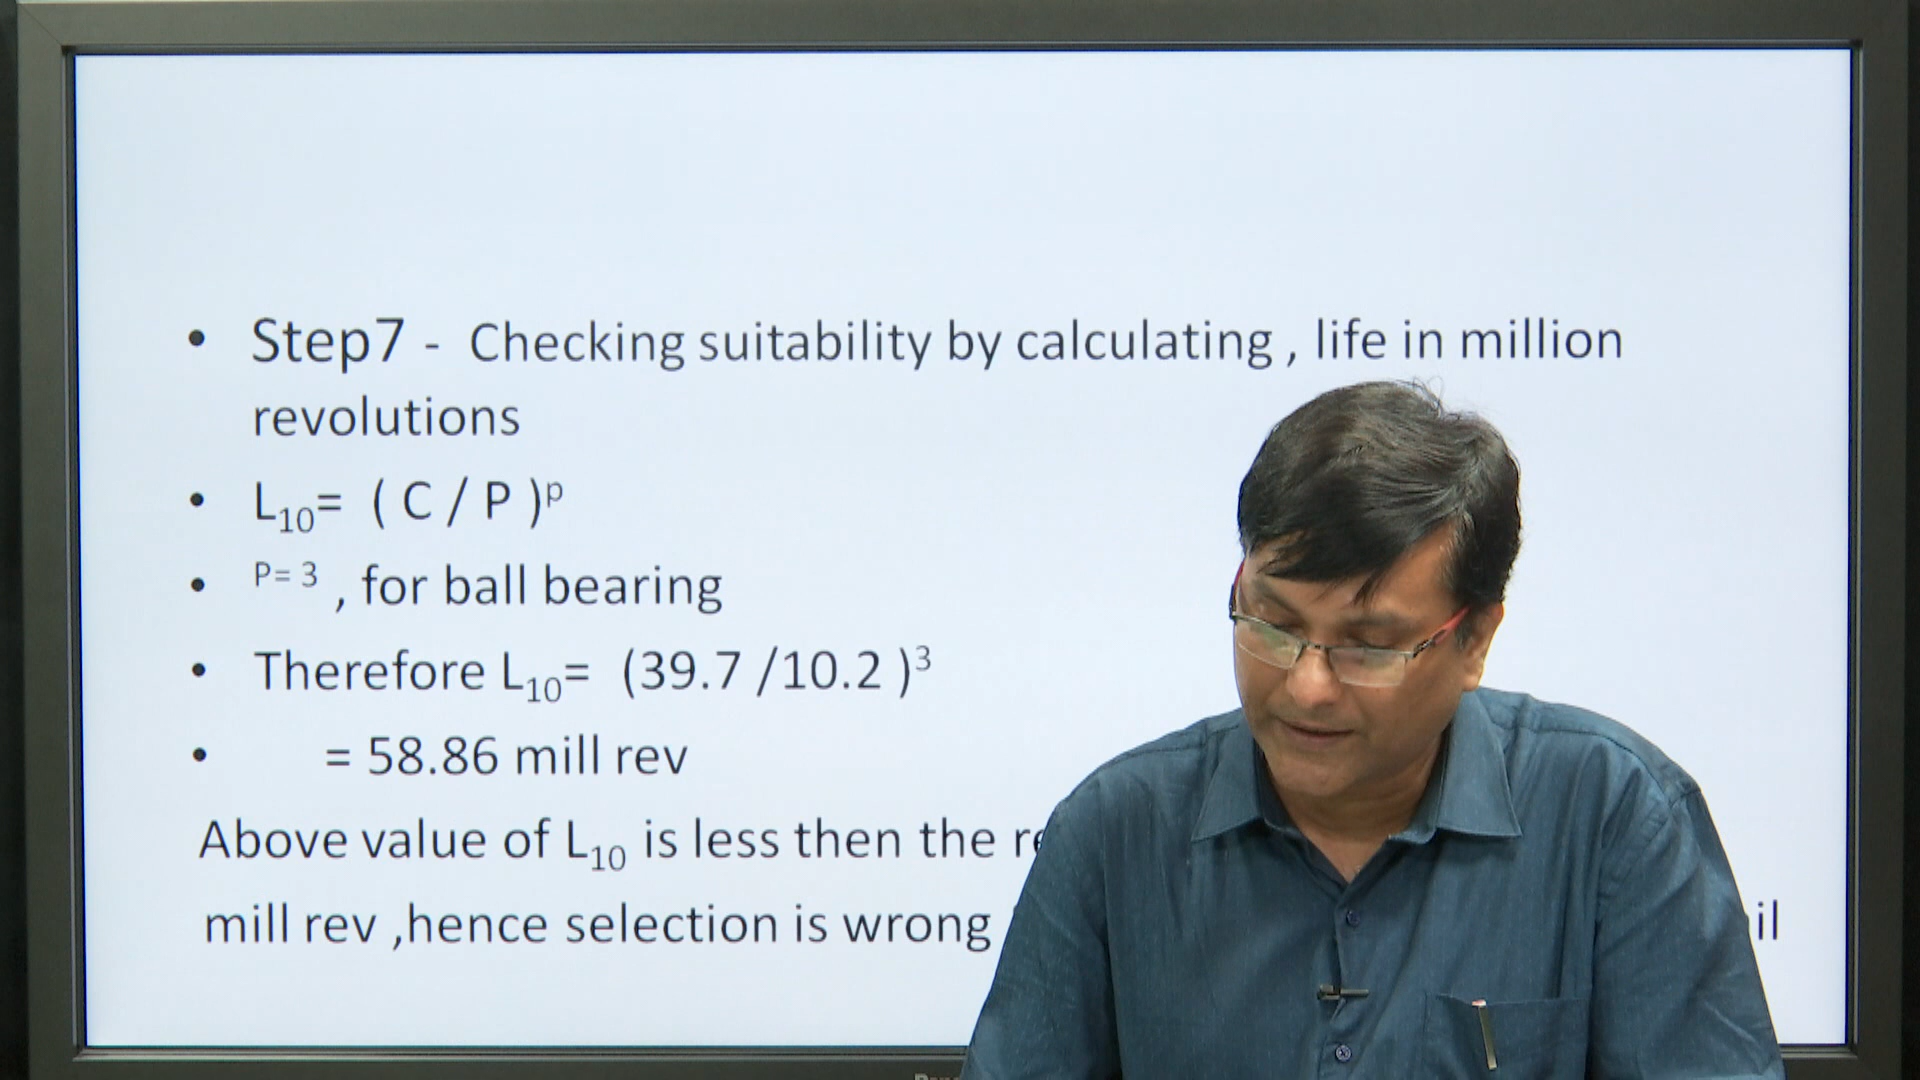 • Step7 - Checking suitability by calculating , life in million
revolutions
• L₁₀= ( C / P )ᵖ
• P= 3 , for ball bearing
• Therefore L₁₀= (39.7 /10.2 )³
• = 58.86 mill rev
Above value of L₁₀ is less then the
mill rev ,hence selection is wrong